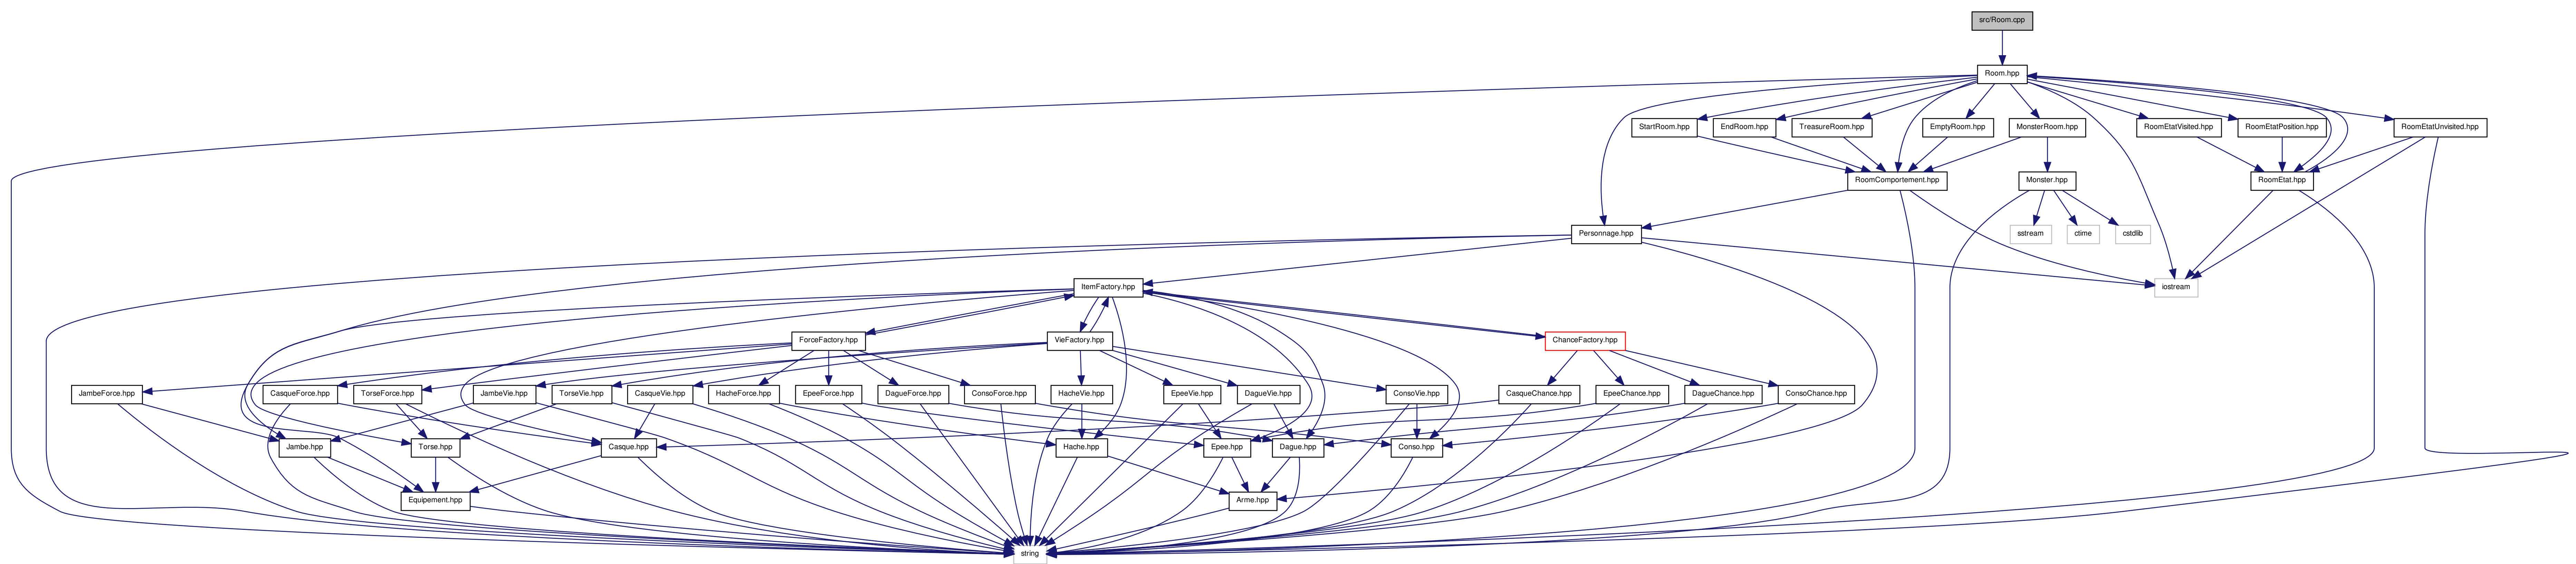 src/Room.cpp
Room.hpp
StartRoom.hpp
EndRoom.hpp
TreasureRoom.hpp
EmptyRoom.hpp
MonsterRoom.hpp
RoomEtatVisited.hpp
RoomEtatPosition.hpp
RoomEtatUnvisited.hpp
RoomComportement.hpp
Monster.hpp
RoomEtat.hpp
Personnage.hpp
sstream
ctime
cstdlib
ItemFactory.hpp
iostream
ForceFactory.hpp
VieFactory.hpp
ChanceFactory.hpp
JambeForce.hpp
CasqueForce.hpp
TorseForce.hpp
JambeVie.hpp
TorseVie.hpp
CasqueVie.hpp
HacheForce.hpp
EpeeForce.hpp
DagueForce.hpp
ConsoForce.hpp
HacheVie.hpp
EpeeVie.hpp
DagueVie.hpp
ConsoVie.hpp
CasqueChance.hpp
EpeeChance.hpp
DagueChance.hpp
ConsoChance.hpp
Jambe.hpp
Torse.hpp
Casque.hpp
Hache.hpp
Epee.hpp
Dague.hpp
Conso.hpp
Equipement.hpp
Arme.hpp
string